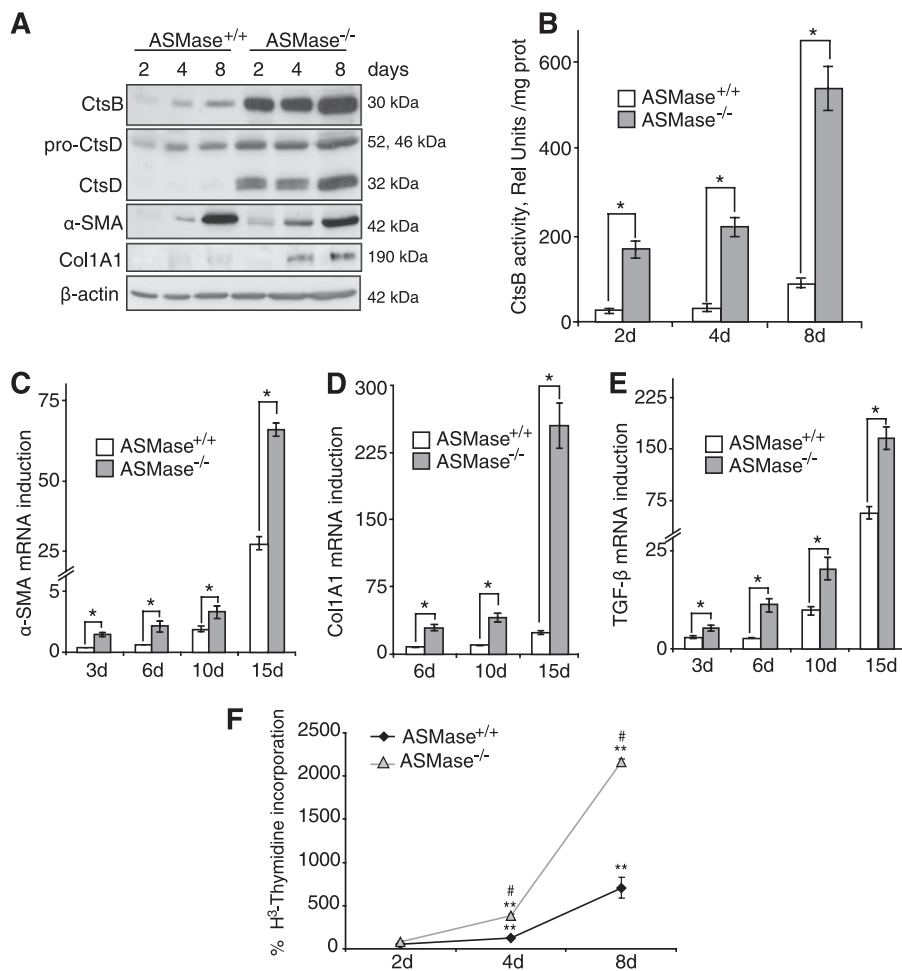 A
ASMase+/+ ASMase-/-
2 4 8 2 4 8 days
CtsB 30 kDa
pro-CtsD 52, 46 kDa
CtsD 32 kDa
α-SMA 42 kDa
Col1A1 190 kDa
β-actin 42 kDa
B
CtsB activity, Rel Units /mg prot
600
400
200
0
ASMase+/+
ASMase-/-
* * *
2d 4d 8d
C
α-SMA mRNA induction
75
50
25
5
0
ASMase+/+
ASMase-/-
* * * *
3d 6d 10d 15d
D
Col1A1 mRNA induction
300
225
150
75
0
ASMase+/+
ASMase-/-
* * *
6d 10d 15d
E
TGF-β mRNA induction
225
150
75
25
0
ASMase+/+
ASMase-/-
* * * *
3d 6d 10d 15d
F
% H3-Thymidine incorporation
2500
2000
1500
1000
500
0
ASMase+/+
ASMase-/-
#
**
**
#
**
**
2d 4d 8d